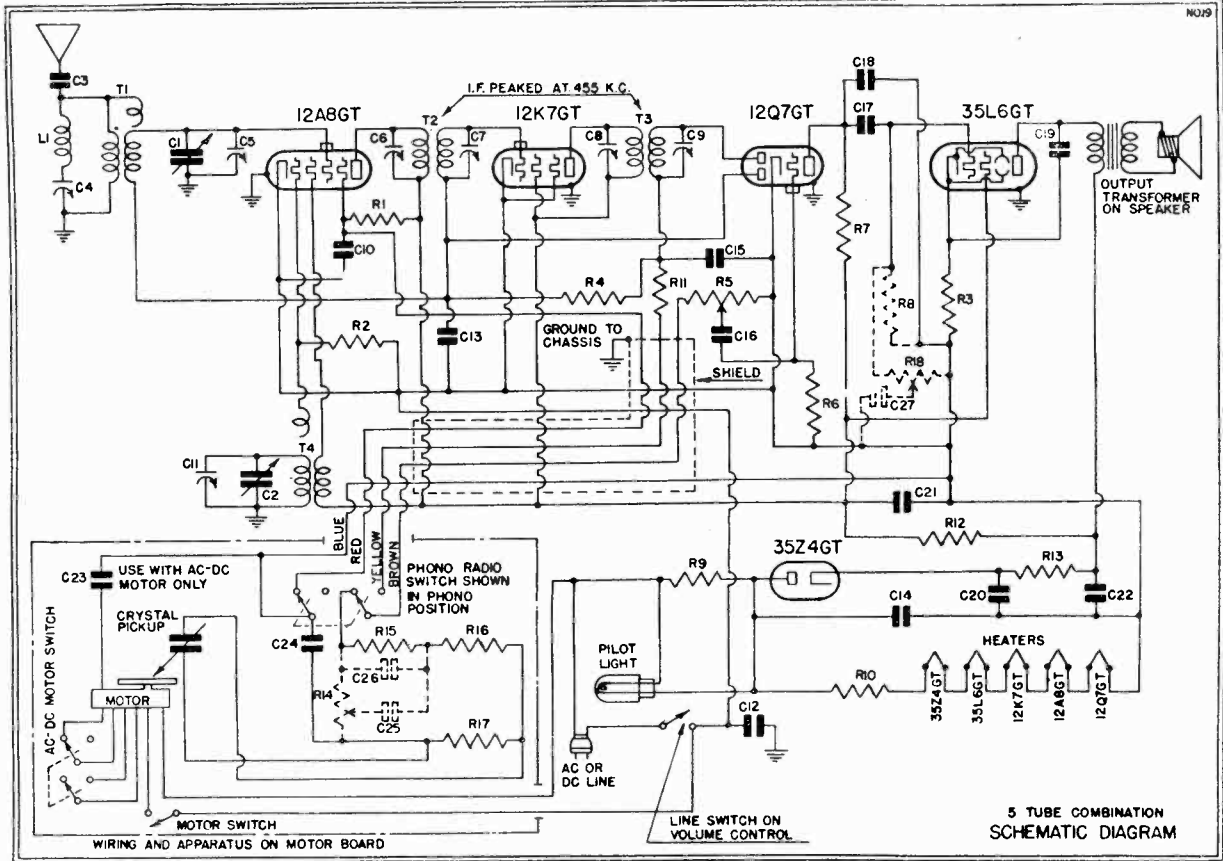 NO29
C3
T1
C18
I.F. PEAKED AT 455 K.C.
C17
12A8GT
T2
12K7GT
T3
12Q7GT
35L6GT
L1
C1
C5
C6
C7
C8
C9
C19
C4
OUTPUT
TRANSFORMER
ON SPEAKER
R1
R7
C10
C15
R4
R11
R5
R8
R3
R2
C13
GROUND TO
CHASSIS
C16
SHIELD
R18
R6
C27
T4
C11
C2
C21
BLUE
RED
YELLOW
BROWN
R12
35Z4GT
C23
USE WITH AC-DC
MOTOR ONLY
PHONO RADIO
SWITCH SHOWN
IN PHONO
POSITION
R9
R13
C14
C20
C22
CRYSTAL
PICKUP
C24
R15
R16
HEATERS
AC-DC MOTOR SWITCH
C26
PILOT
LIGHT
R14
R10
MOTOR
C25
R17
C12
35Z4GT
35L6GT
12K7GT
12A8GT
12Q7GT
AC OR
DC LINE
MOTOR SWITCH
LINE SWITCH ON
VOLUME CONTROL
5 TUBE COMBINATION
SCHEMATIC DIAGRAM
WIRING AND APPARATUS ON MOTOR BOARD